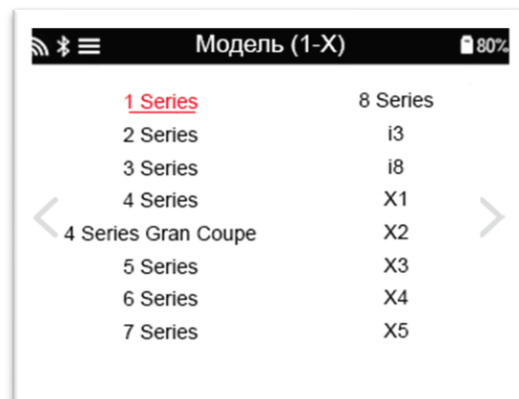 Модель (1-X)
80%
1 Series
2 Series
3 Series
4 Series
4 Series Gran Coupe
5 Series
6 Series
7 Series
8 Series
i3
i8
X1
X2
X3
X4
X5